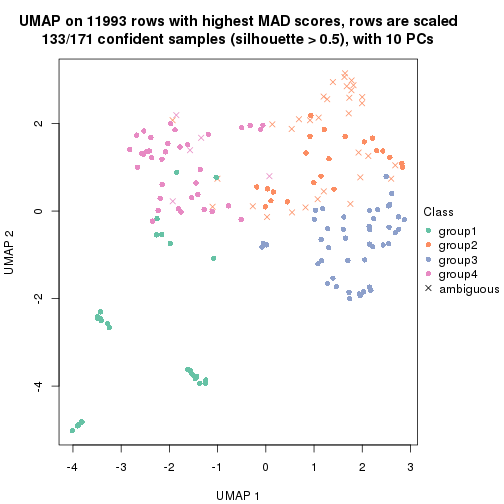 UMAP on 11993 rows with highest MAD scores, rows are scaled
133/171 confident samples (silhouette > 0.5), with 10 PCs
UMAP 2
2
0
-2
-4
-4
-3
-2
-1
0
1
2
3
UMAP 1
Class
group1
group2
group3
group4
ambiguous